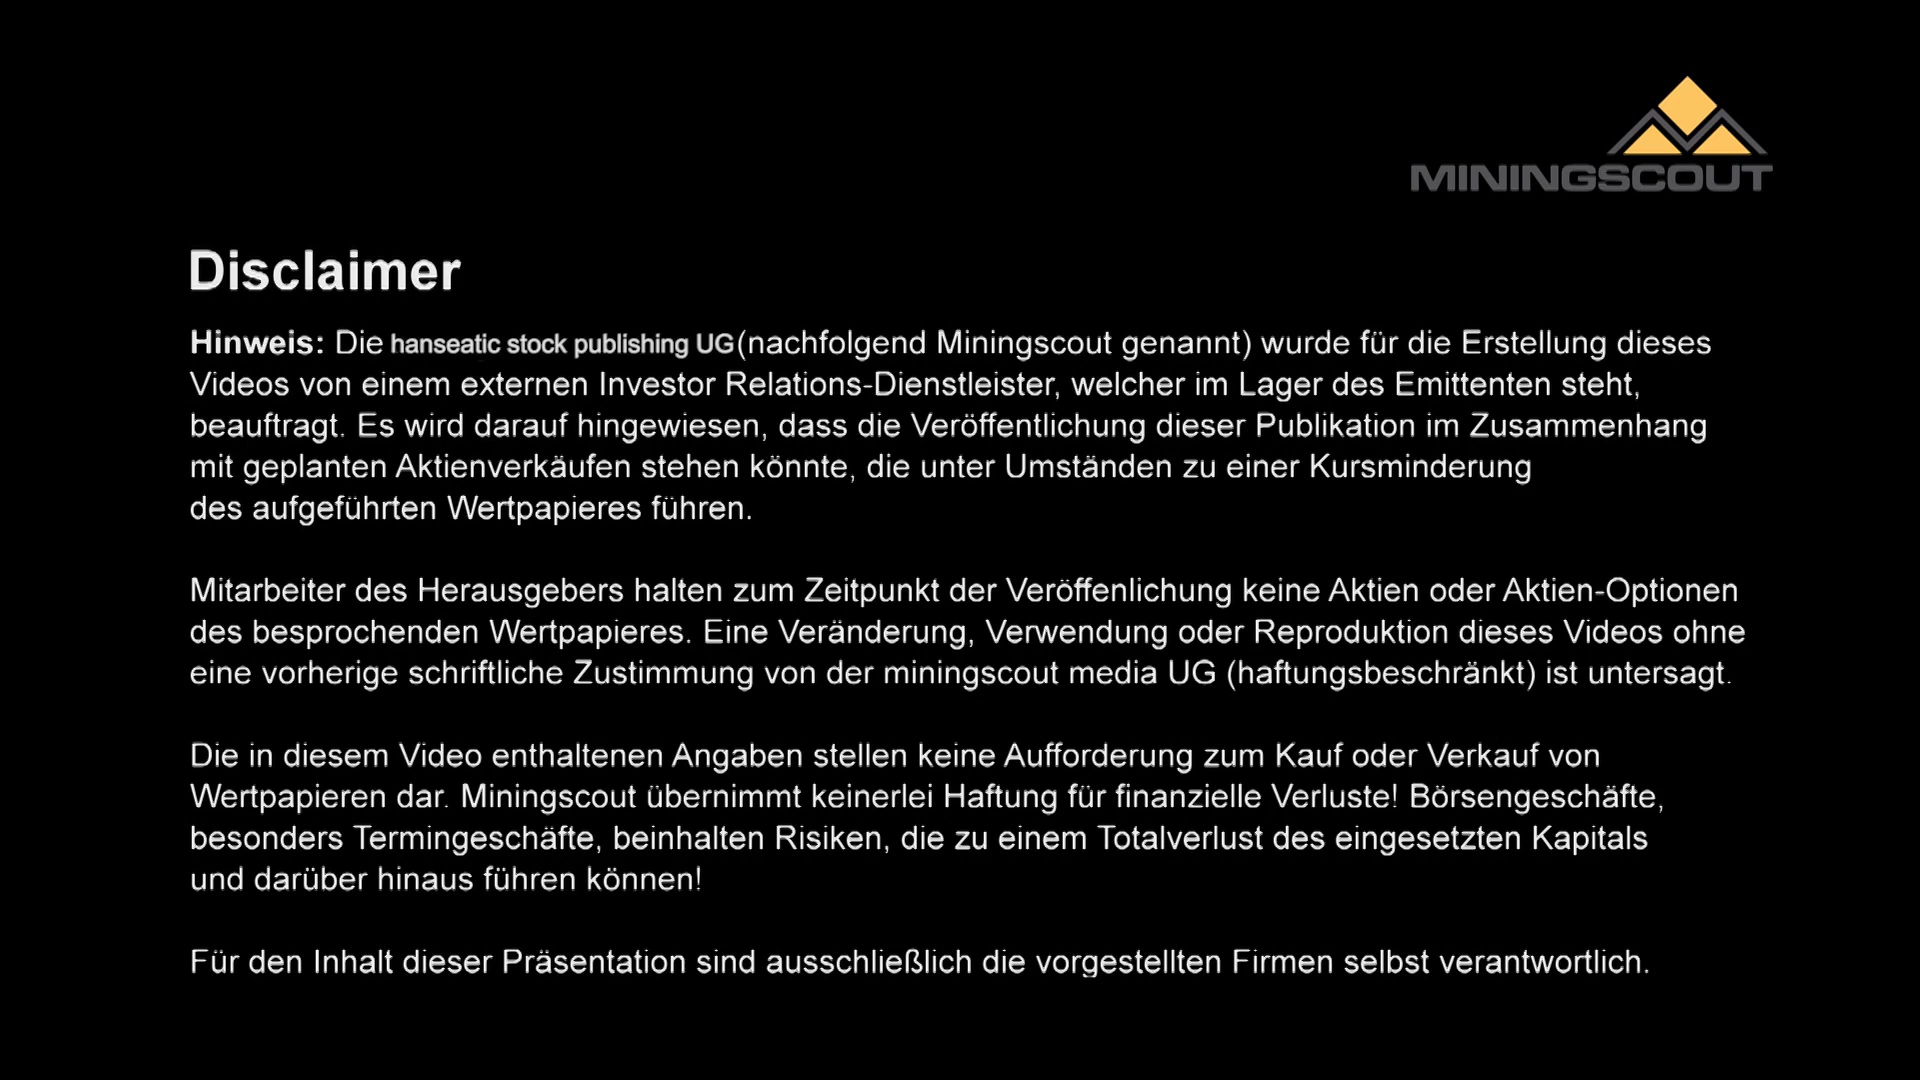 MININGSCOUT
Disclaimer
Hinweis: Die hanseatic stock publishing UG (nachfolgend Miningscout genannt) wurde für die Erstellung dieses
Videos von einem externen Investor Relations-Dienstleister, welcher im Lager des Emittenten steht,
beauftragt. Es wird darauf hingewiesen, dass die Veröffentlichung dieser Publikation im Zusammenhang
mit geplanten Aktienverkäufen stehen könnte, die unter Umständen zu einer Kursminderung
des aufgeführten Wertpapieres führen.
Mitarbeiter des Herausgebers halten zum Zeitpunkt der Veröffenlichung keine Aktien oder Aktien-Optionen
des besprochenden Wertpapieres. Eine Veränderung, Verwendung oder Reproduktion dieses Videos ohne
eine vorherige schriftliche Zustimmung von der miningscout media UG (haftungsbeschränkt) ist untersagt.
Die in diesem Video enthaltenen Angaben stellen keine Aufforderung zum Kauf oder Verkauf von
Wertpapieren dar. Miningscout übernimmt keinerlei Haftung für finanzielle Verluste! Börsengeschäfte,
besonders Termingeschäfte, beinhalten Risiken, die zu einem Totalverlust des eingesetzten Kapitals
und darüber hinaus führen können!
Für den Inhalt dieser Präsentation sind ausschließlich die vorgestellten Firmen selbst verantwortlich.